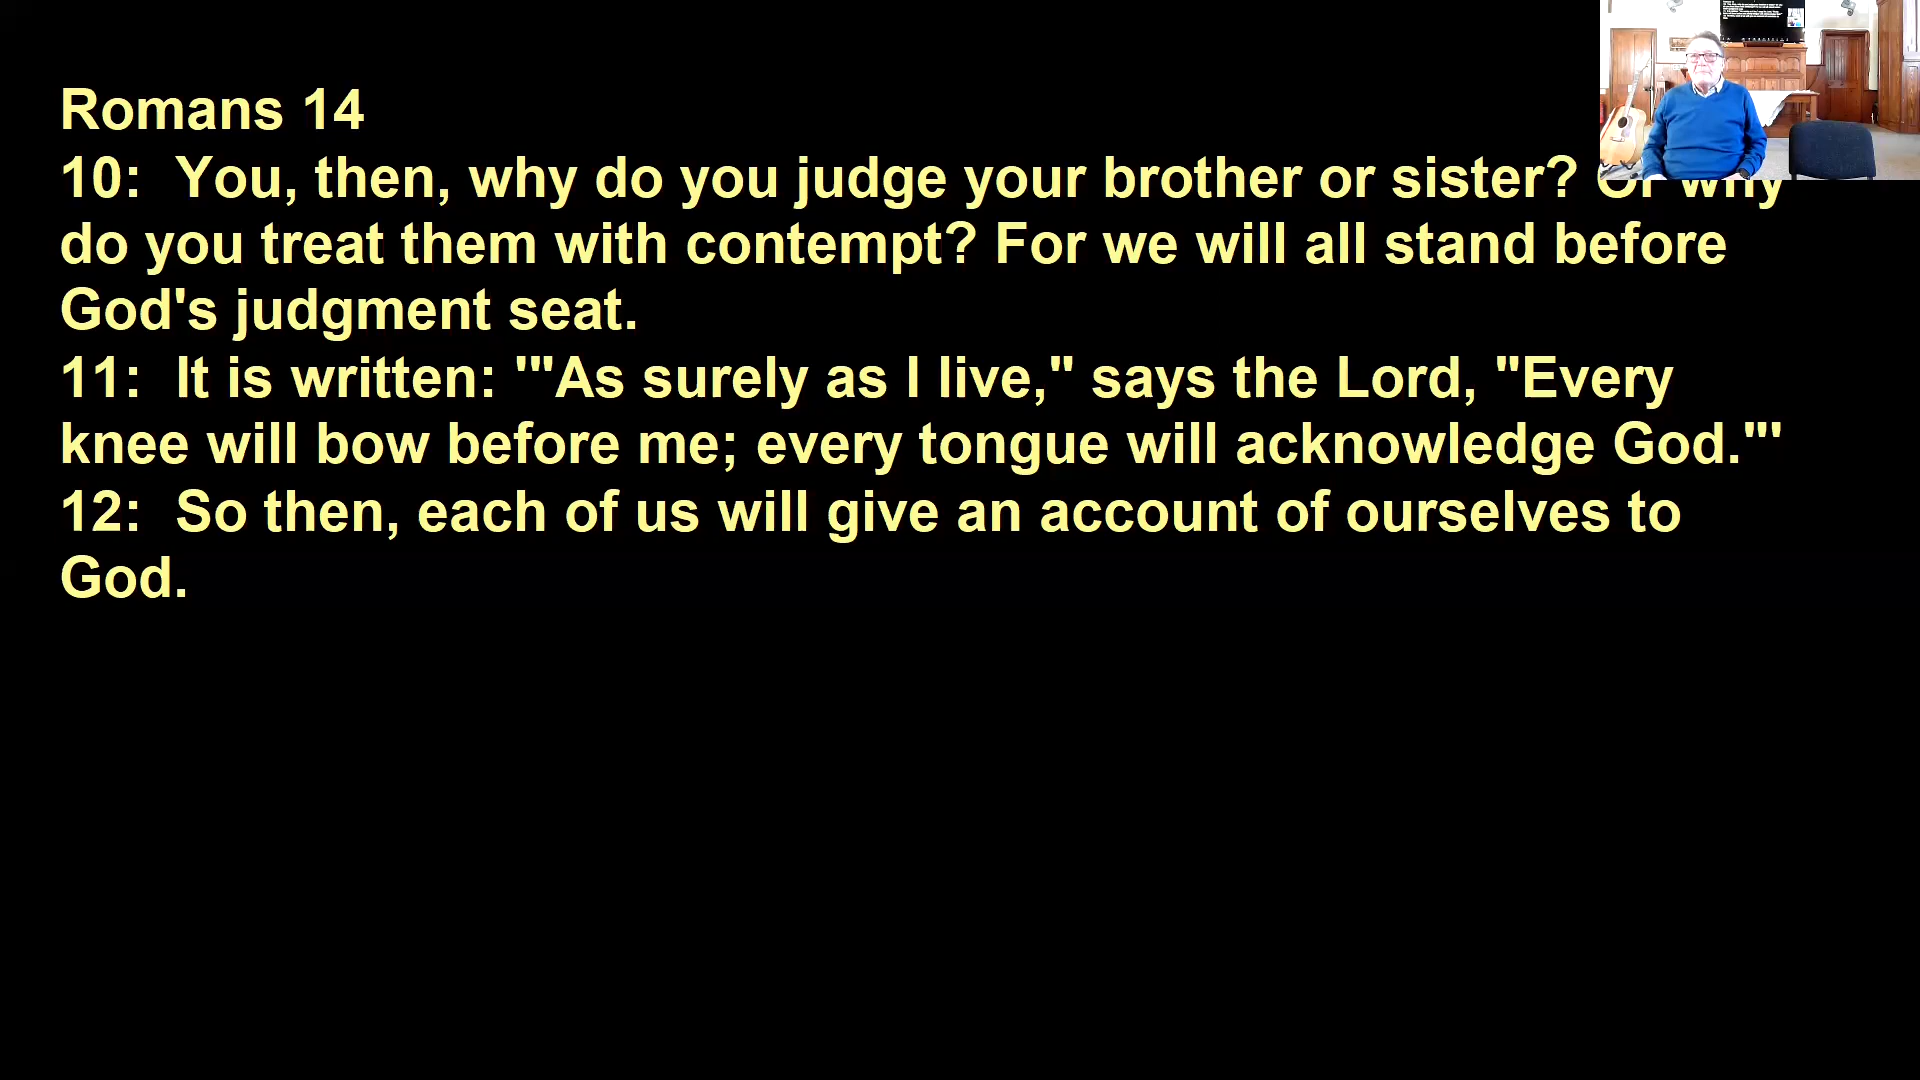 Romans 14
10: You, then, why do you judge your brother or sister? Or why
do you treat them with contempt? For we will all stand before
God's judgment seat.
11: It is written: '"As surely as I live," says the Lord, "Every
knee will bow before me; every tongue will acknowledge God."'
12: So then, each of us will give an account of ourselves to
God.